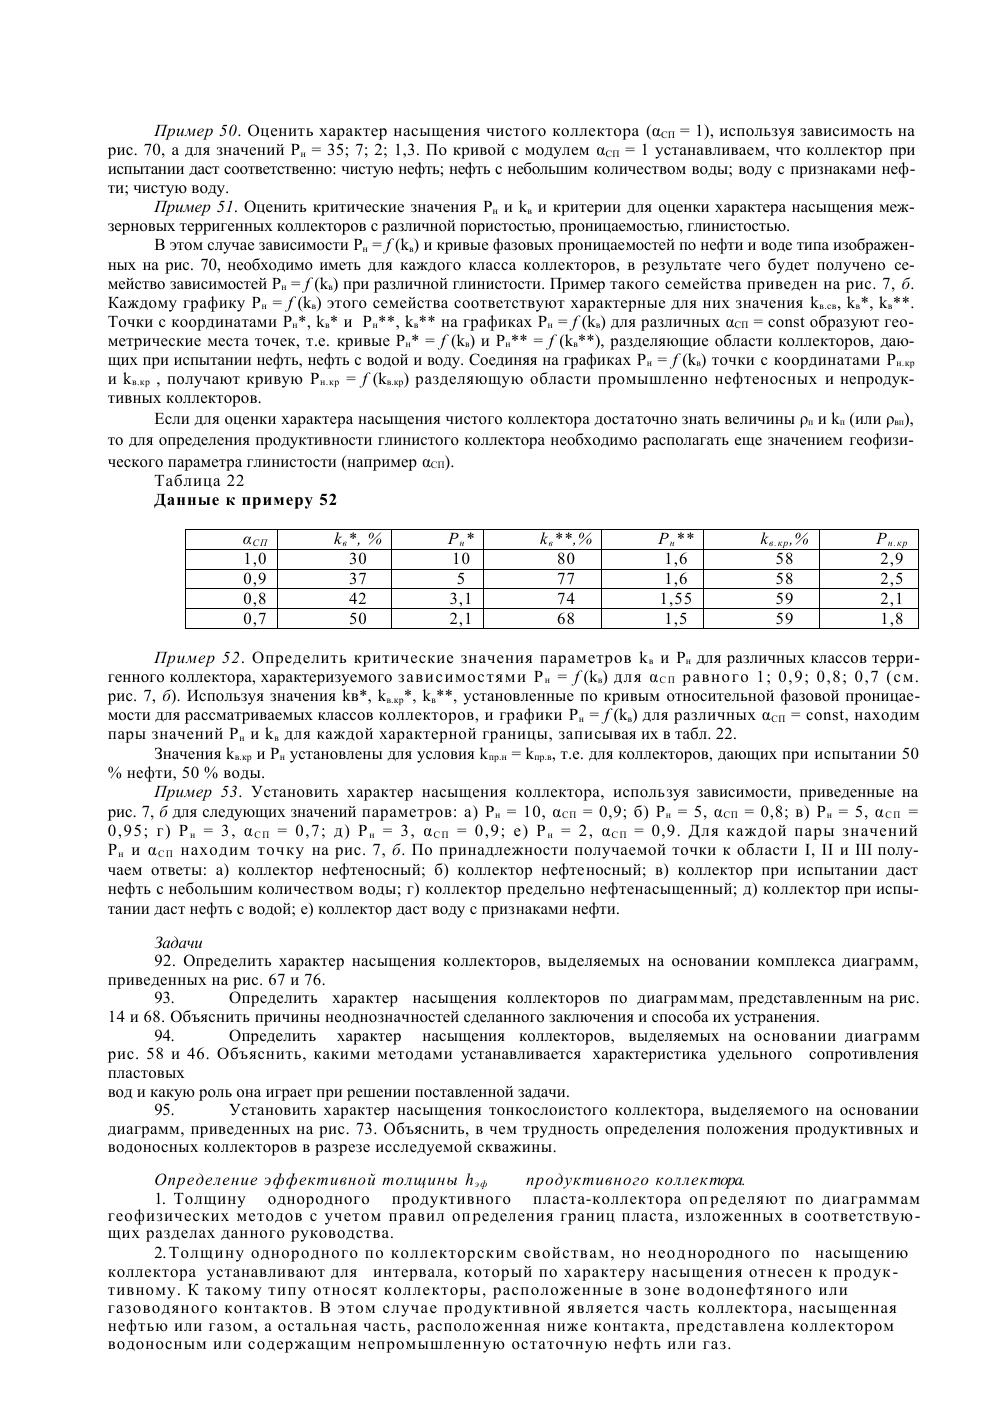 Пример 50. Оценить характер насыщения чистого коллектора (αСП = 1), используя зависимость на
рис. 70, а для значений Рн = 35; 7; 2; 1,3. По кривой с модулем αСП = 1 устанавливаем, что коллектор при
испытании даст соответственно: чистую нефть; нефть с небольшим количеством воды; воду с признаками неф-
ти; чистую воду.
Пример 51. Оценить критические значения Рн и kв и критерии для оценки характера насыщения меж-
зерновых терригенных коллекторов с различной пористостью, проницаемостью, глинистостью.
В этом случае зависимости Рн = f (kв) и кривые фазовых проницаемостей по нефти и воде типа изображен-
ных на рис. 70, необходимо иметь для каждого класса коллекторов, в результате чего будет получено се-
мейство зависимостей Рн = f (kв) при различной глинистости. Пример такого семейства приведен на рис. 7, б.
Каждому графику Рн = f (kв) этого семейства соответствуют характерные для них значения kв.св, kв*, kв**.
Точки с координатами Рн*, kв* и Рн**, kв** на графиках Рн = f (kв) для различных αСП = const образуют гео-
метрические места точек, т.е. кривые Рн* = f (kв) и Рн** = f (kв**), разделяющие области коллекторов, даю-
щих при испытании нефть, нефть с водой и воду. Соединяя на графиках Рн = f (kв) точки с координатами Рн.кр
и kв.кр , получают кривую Рн.кр = f (kв.кр) разделяющую области промышленно нефтеносных и непродук-
тивных коллекторов.
Если для оценки характера насыщения чистого коллектора достаточно знать величины ρп и kп (или ρвп),
то для определения продуктивности глинистого коллектора необходимо располагать еще значением геофизи-
ческого параметра глинистости (например αСП).
Таблица 22
Данные к примеру 52
αСП kв*, % Рн* kв**,% Рн** kв.кр,% Рн.кр
1,0 30 10 80 1,6 58 2,9
0,9 37 5 77 1,6 58 2,5
0,8 42 3,1 74 1,55 59 2,1
0,7 50 2,1 68 1,5 59 1,8
Пример 52. Определить критические значения параметров kв и Рн для различных классов терри-
генного коллектора, характеризуемого зависимостями Рн = f (kв) для αСП равного 1; 0,9; 0,8; 0,7 (см.
рис. 7, б). Используя значения kв*, kв.кр*, kв**, установленные по кривым относительной фазовой проницае-
мости для рассматриваемых классов коллекторов, и графики Рн = f (kв) для различных αСП = const, находим
пары значений Рн и kв для каждой характерной границы, записывая их в табл. 22.
Значения kв.кр и Рн установлены для условия kпр.н = kпр.в, т.е. для коллекторов, дающих при испытании 50
% нефти, 50 % воды.
Пример 53. Установить характер насыщения коллектора, используя зависимости, приведенные на
рис. 7, б для следующих значений параметров: а) Рн = 10, αСП = 0,9; б) Рн = 5, αСП = 0,8; в) Рн = 5, αСП =
0,95; г) Рн = 3, αСП = 0,7; д) Рн = 3, αСП = 0,9; е) Рн = 2, αСП = 0,9. Для каждой пары значений
Рн и αСП находим точку на рис. 7, б. По принадлежности получаемой точки к области I, II и III полу-
чаем ответы: а) коллектор нефтеносный; б) коллектор нефтеносный; в) коллектор при испытании даст
нефть с небольшим количеством воды; г) коллектор предельно нефтенасыщенный; д) коллектор при испы-
тании даст нефть с водой; е) коллектор даст воду с признаками нефти.
Задачи
92. Определить характер насыщения коллекторов, выделяемых на основании комплекса диаграмм,
приведенных на рис. 67 и 76.
93. Определить характер насыщения коллекторов по диаграммам, представленным на рис.
14 и 68. Объяснить причины неоднозначностей сделанного заключения и способа их устранения.
94. Определить характер насыщения коллекторов, выделяемых на основании диаграмм
рис. 58 и 46. Объяснить, какими методами устанавливается характеристика удельного сопротивления
пластовых
вод и какую роль она играет при решении поставленной задачи.
95. Установить характер насыщения тонкослоистого коллектора, выделяемого на основании
диаграмм, приведенных на рис. 73. Объяснить, в чем трудность определения положения продуктивных и
водоносных коллекторов в разрезе исследуемой скважины.
Определение эффективной толщины hэф продуктивного коллектора.
1. Толщину однородного продуктивного пласта-коллектора определяют по диаграммам
геофизических методов с учетом правил определения границ пласта, изложенных в соответствую-
щих разделах данного руководства.
2. Толщину однородного по коллекторским свойствам, но неоднородного по насыщению
коллектора устанавливают для интервала, который по характеру насыщения отнесен к продук-
тивному. К такому типу относят коллекторы, расположенные в зоне водонефтяного или
газоводяного контактов. В этом случае продуктивной является часть коллектора, насыщенная
нефтью или газом, а остальная часть, расположенная ниже контакта, представлена коллектором
водоносным или содержащим непромышленную остаточную нефть или газ.